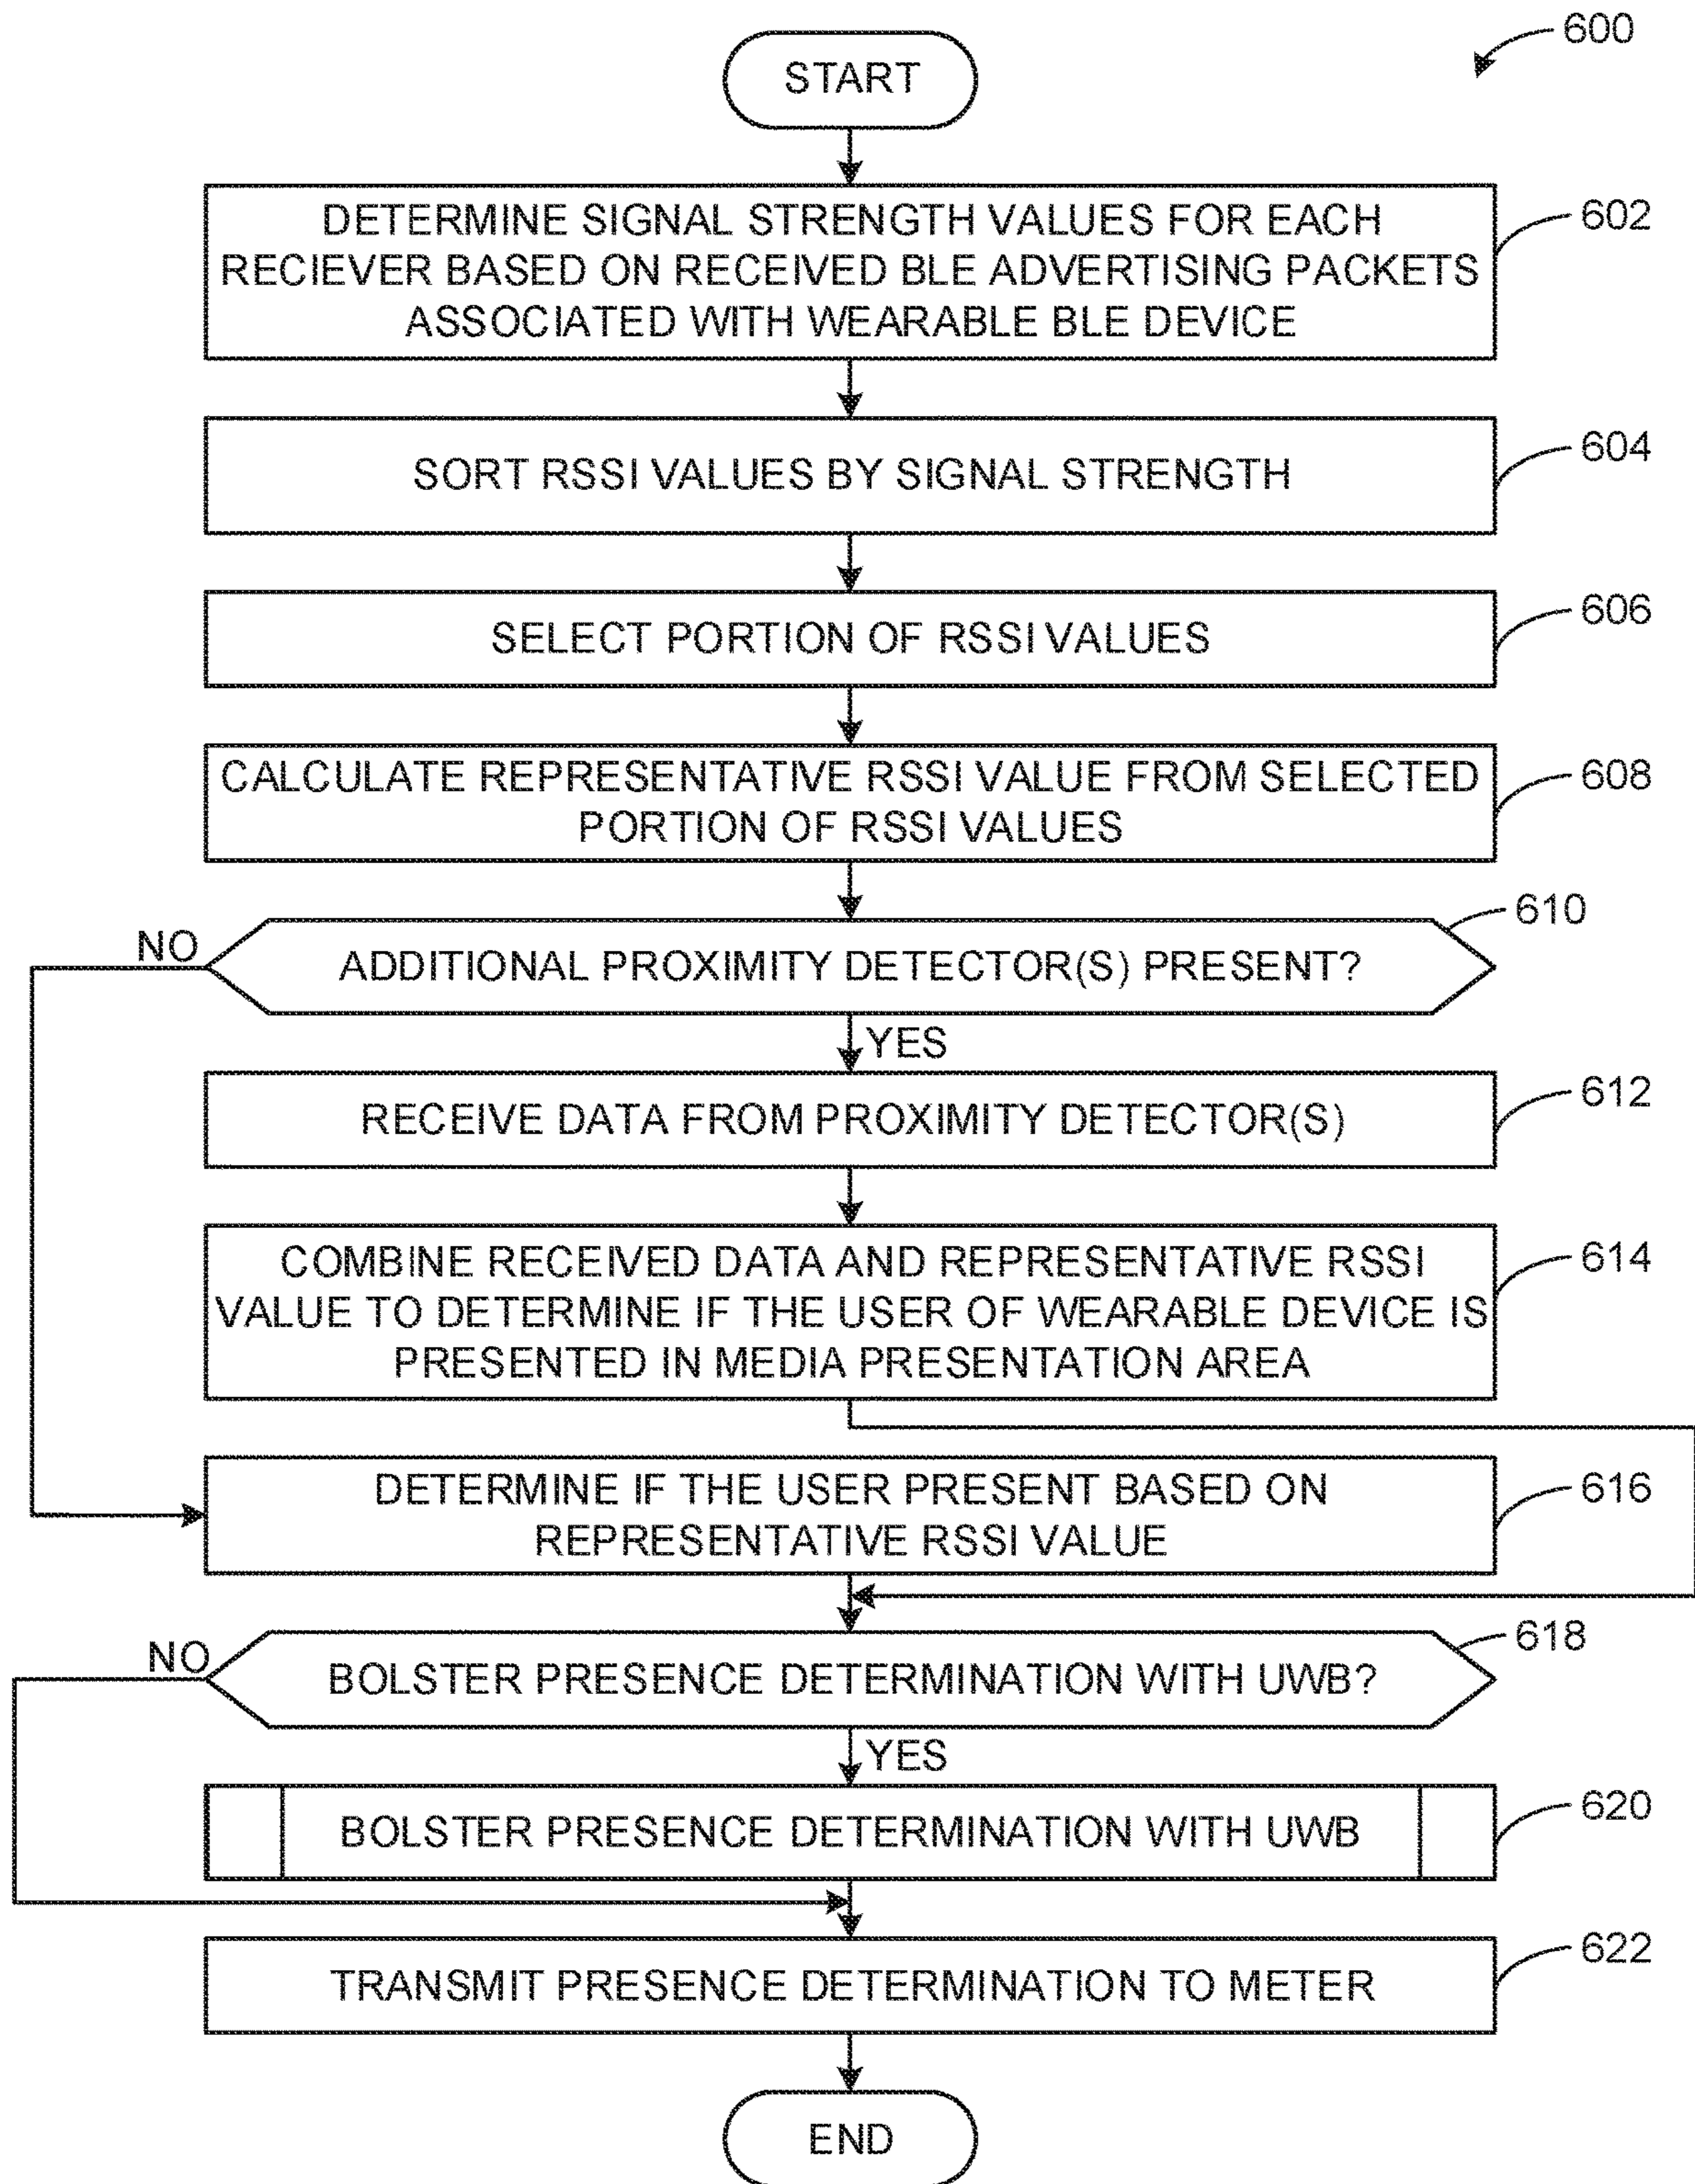 600
START
DETERMINE SIGNAL STRENGTH VALUES FOR EACH
RECIEVER BASED ON RECEIVED BLE ADVERTISING PACKETS
ASSOCIATED WITH WEARABLE BLE DEVICE
602
SORT RSSI VALUES BY SIGNAL STRENGTH
604
SELECT PORTION OF RSSI VALUES
606
CALCULATE REPRESENTATIVE RSSI VALUE FROM SELECTED
PORTION OF RSSI VALUES
608
610
NO
ADDITIONAL PROXIMITY DETECTOR(S) PRESENT?
YES
RECEIVE DATA FROM PROXIMITY DETECTOR(S)
612
COMBINE RECEIVED DATA AND REPRESENTATIVE RSSI
VALUE TO DETERMINE IF THE USER OF WEARABLE DEVICE IS
PRESENTED IN MEDIA PRESENTATION AREA
614
DETERMINE IF THE USER PRESENT BASED ON
REPRESENTATIVE RSSI VALUE
616
618
NO
BOLSTER PRESENCE DETERMINATION WITH UWB?
YES
BOLSTER PRESENCE DETERMINATION WITH UWB
620
TRANSMIT PRESENCE DETERMINATION TO METER
622
END